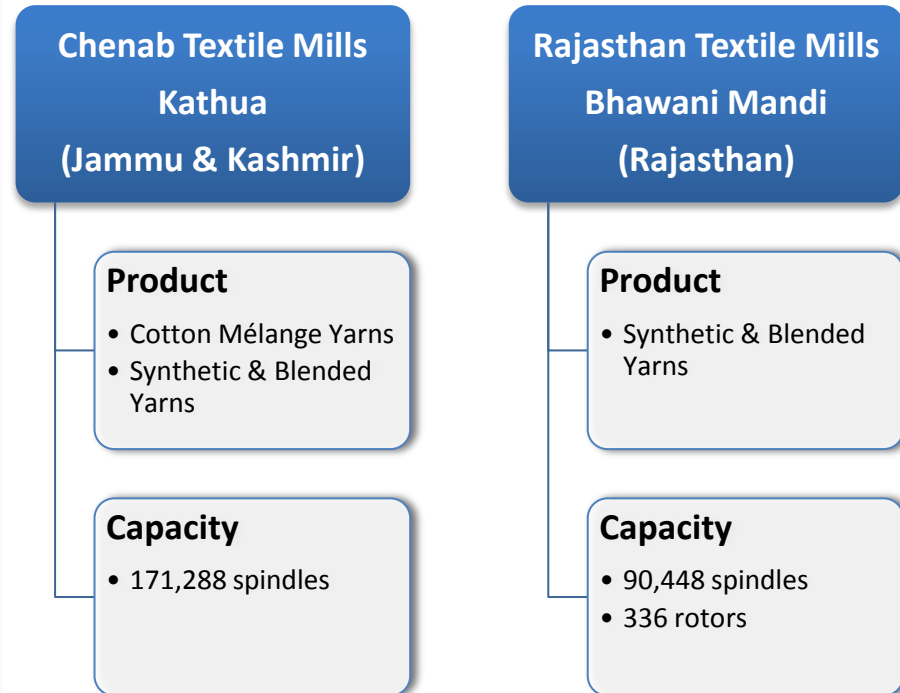 Chenab Textile Mills
Kathua
(Jammu & Kashmir)
Product
• Cotton Mélange Yarns
• Synthetic & Blended
Yarns
Capacity
• 171,288 spindles
Rajasthan Textile Mills
Bhawani Mandi
(Rajasthan)
Product
• Synthetic & Blended
Yarns
Capacity
• 90,448 spindles
• 336 rotors